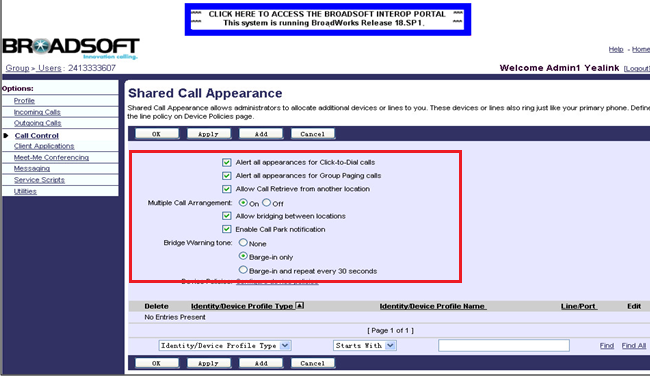 *** CLICK HERE TO ACCESS THE BROADSOFT INTEROP PORTAL ***
*** This system is running BroadWorks Release 18.SP1. ***
BROADSOFT
Innovation calling.
Help - Home
Group > Users : 2413333607
Welcome Admin1 Yealink [Logout]
Options:
Profile
Incoming Calls
Outgoing Calls
Call Control
Client Applications
Meet-Me Conferencing
Messaging
Service Scripts
Utilities
Shared Call Appearance
Shared Call Appearance allows administrators to allocate additional devices or lines to you. These devices or lines also ring just like your primary phone. Define
the line policy on Device Policies page.
OK Apply Add Cancel
Alert all appearances for Click-to-Dial calls
Alert all appearances for Group Paging calls
Allow Call Retrieve from another location
Multiple Call Arrangement: On Off
Allow bridging between locations
Enable Call Park notification
Bridge Warning tone: None
Barge-in only
Barge-in and repeat every 30 seconds
Device Policies: Configure device policies
Delete Identity/Device Profile Type Identity/Device Profile Name Line/Port Edit
No Entries Present
[ Page 1 of 1 ]
Identity/Device Profile Type Starts With Find Find All
OK Apply Add Cancel